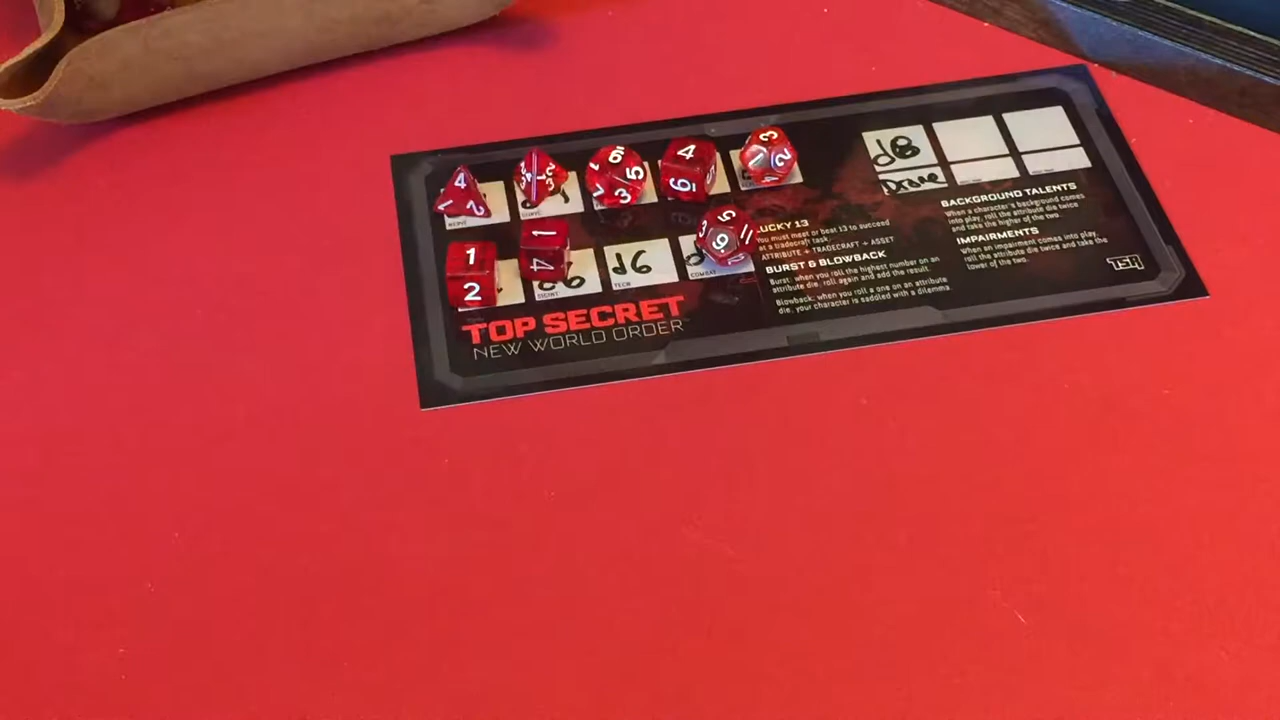 d8
Drone
d6
d6
NERVE
TECH
COMBAT
TOP SECRET
NEW WORLD ORDER
LUCKY 13
You must meet or beat 13 to succeed
at a tradecraft task.
ATTRIBUTE + TRADECRAFT + ASSET
BURST & BLOWBACK
Burst: when you roll the highest number on an
attribute die, roll again and add the result.
Blowback: when you roll a one on an attribute
die, your character is saddled with a dilemma.
BACKGROUND TALENTS
When a character's background comes
into play, roll the attribute die twice
and take the higher of the two.
IMPAIRMENTS
When an impairment comes into play,
roll the attribute die twice and take the
lower of the two.
TSR